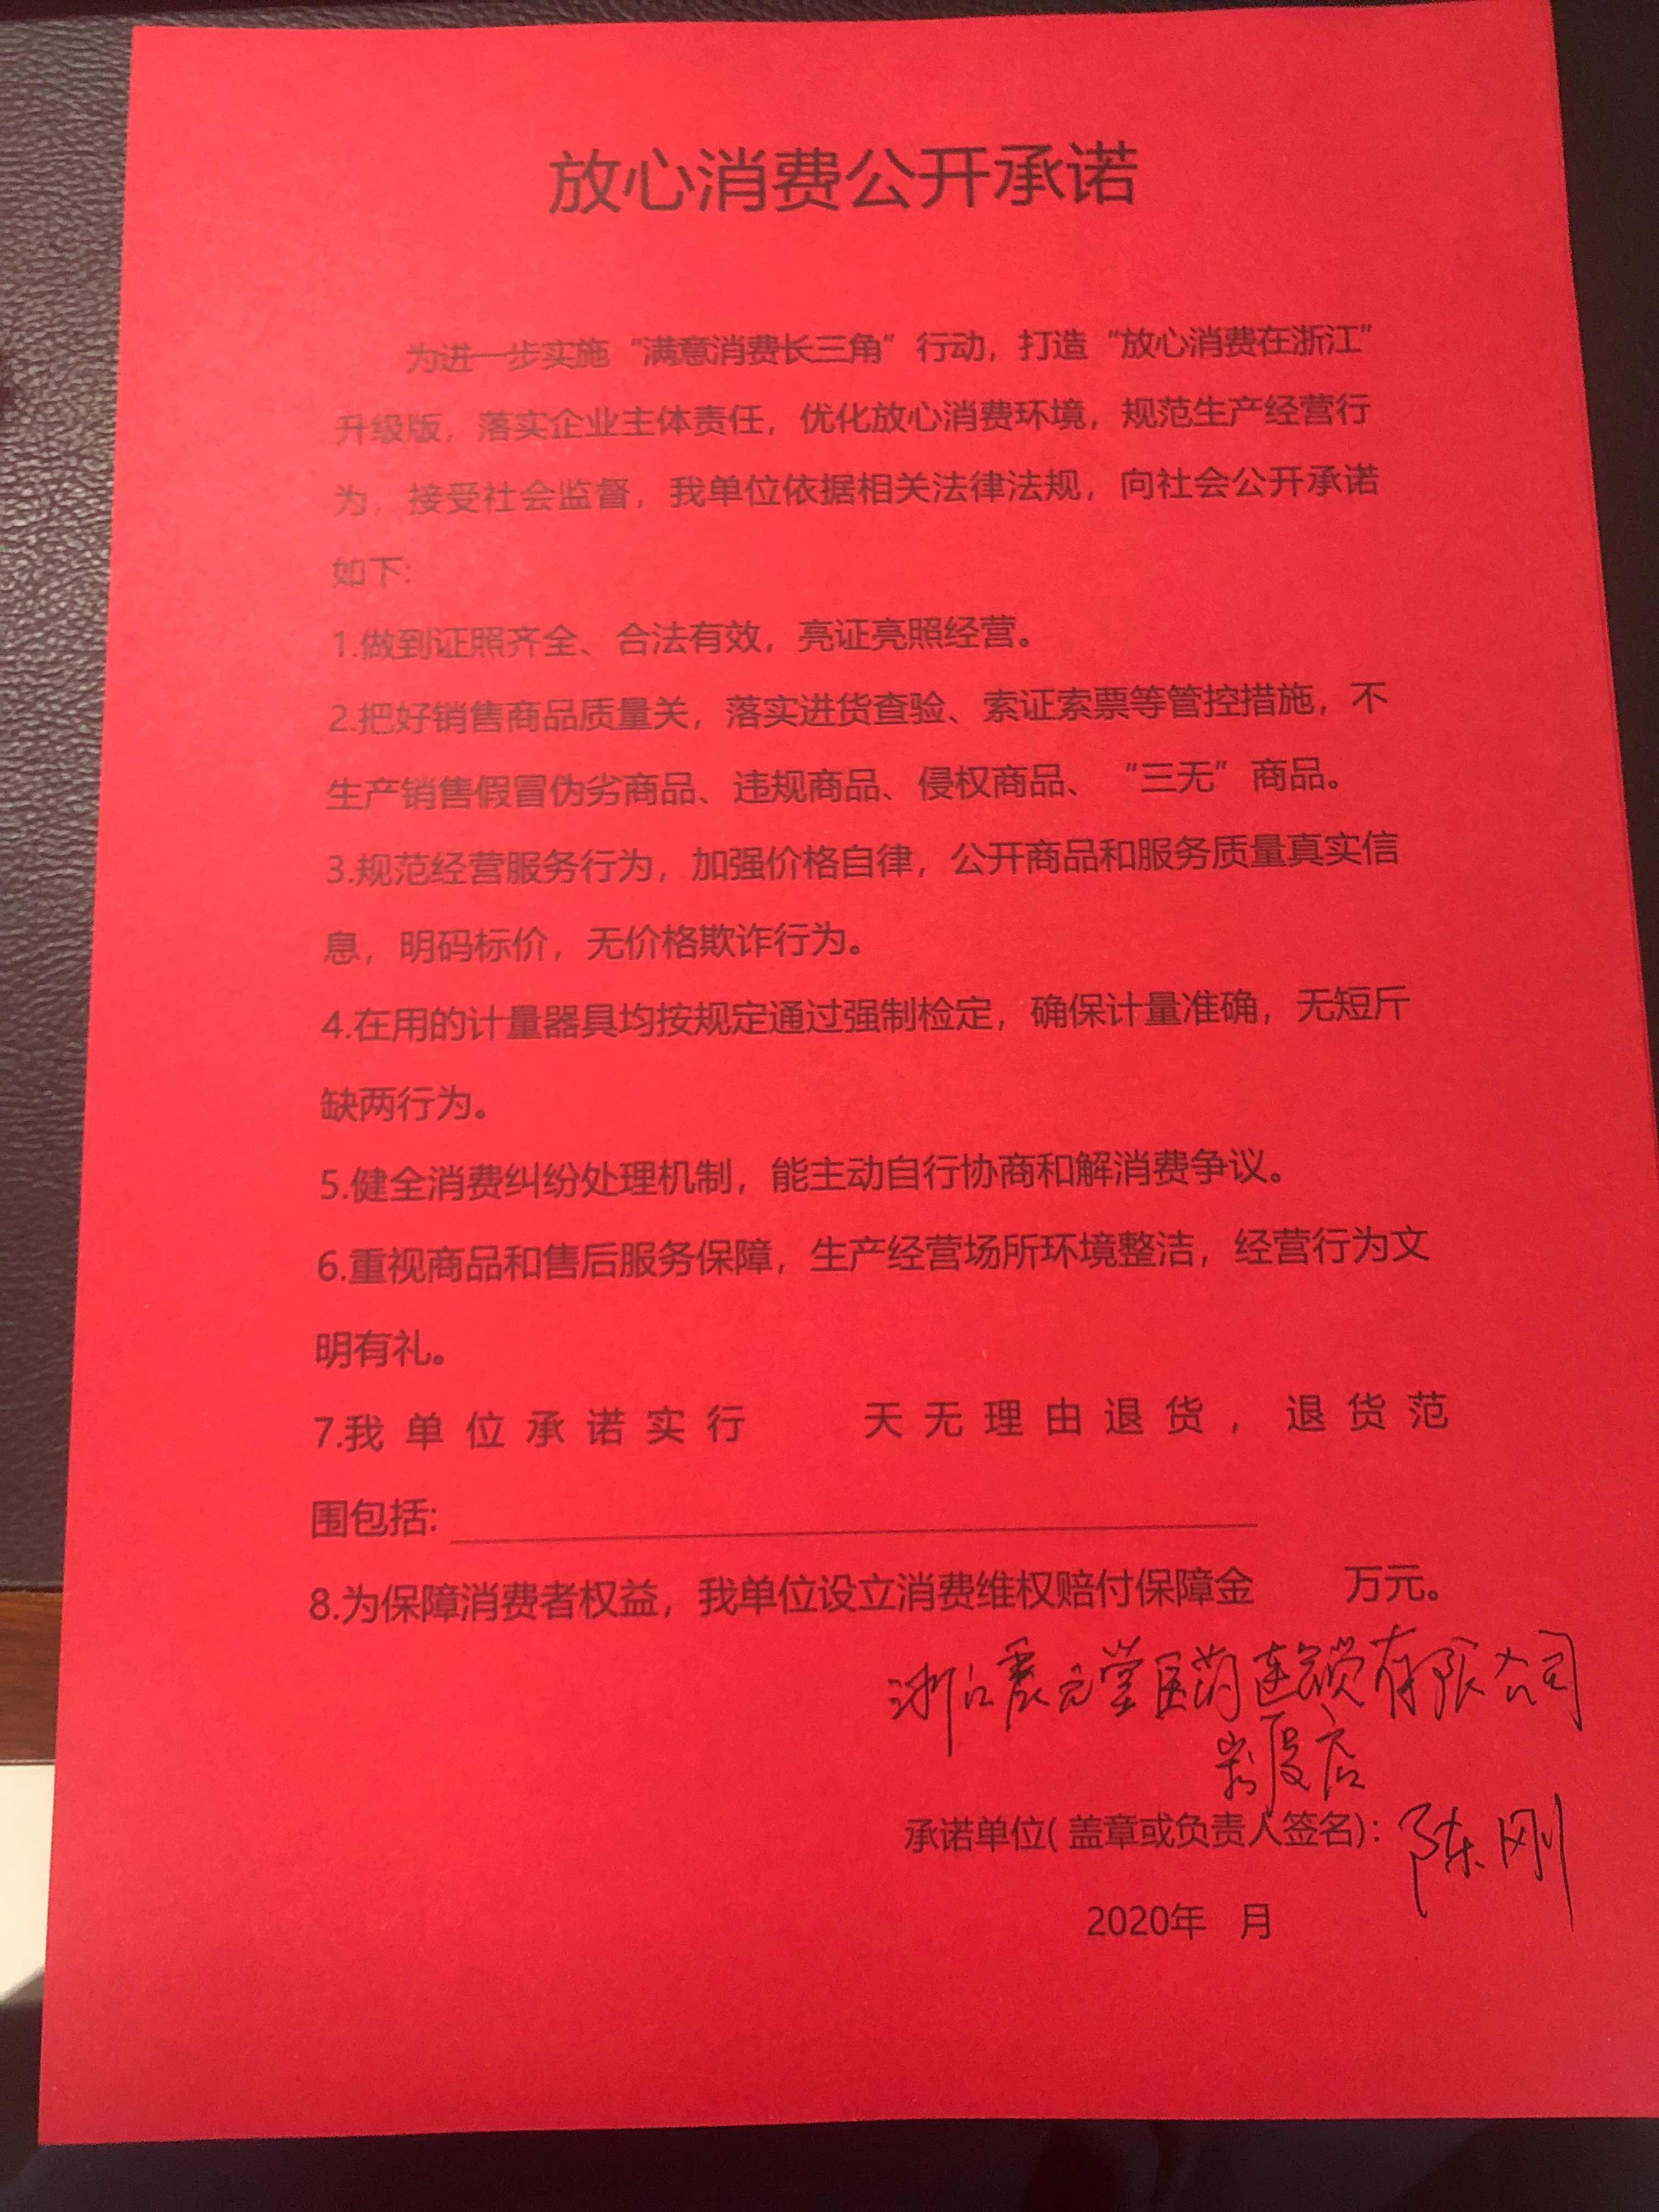 放心消费公开承诺
为进一步实施“满意消费长三角”行动，打造“放心消费在浙江”
升级版，落实企业主体责任，优化放心消费环境，规范生产经营行
为，接受社会监督，我单位依据相关法律法规，向社会公开承诺
如下:
1.做到证照齐全、合法有效，亮证亮照经营。
2.把好销售商品质量关，落实进货查验、索证索票等管控措施，不
生产销售假冒伪劣商品、违规商品、侵权商品、“三无”商品。
3.规范经营服务行为，加强价格自律，公开商品和服务质量真实信
息，明码标价，无价格欺诈行为。
4.在用的计量器具均按规定通过强制检定，确保计量准确，无短斤
缺两行为。
5.健全消费纠纷处理机制，能主动自行协商和解消费争议。
6.重视商品和售后服务保障，生产经营场所环境整洁，经营行为文
明有礼。
7.我单位承诺实行 天无理由退货，退货范
围包括:
8.为保障消费者权益，我单位设立消费维权赔付保障金 万元。
浙江震元堂医药连锁有限公司
店
承诺单位(盖章或负责人签名): 陈刚
2020年 月